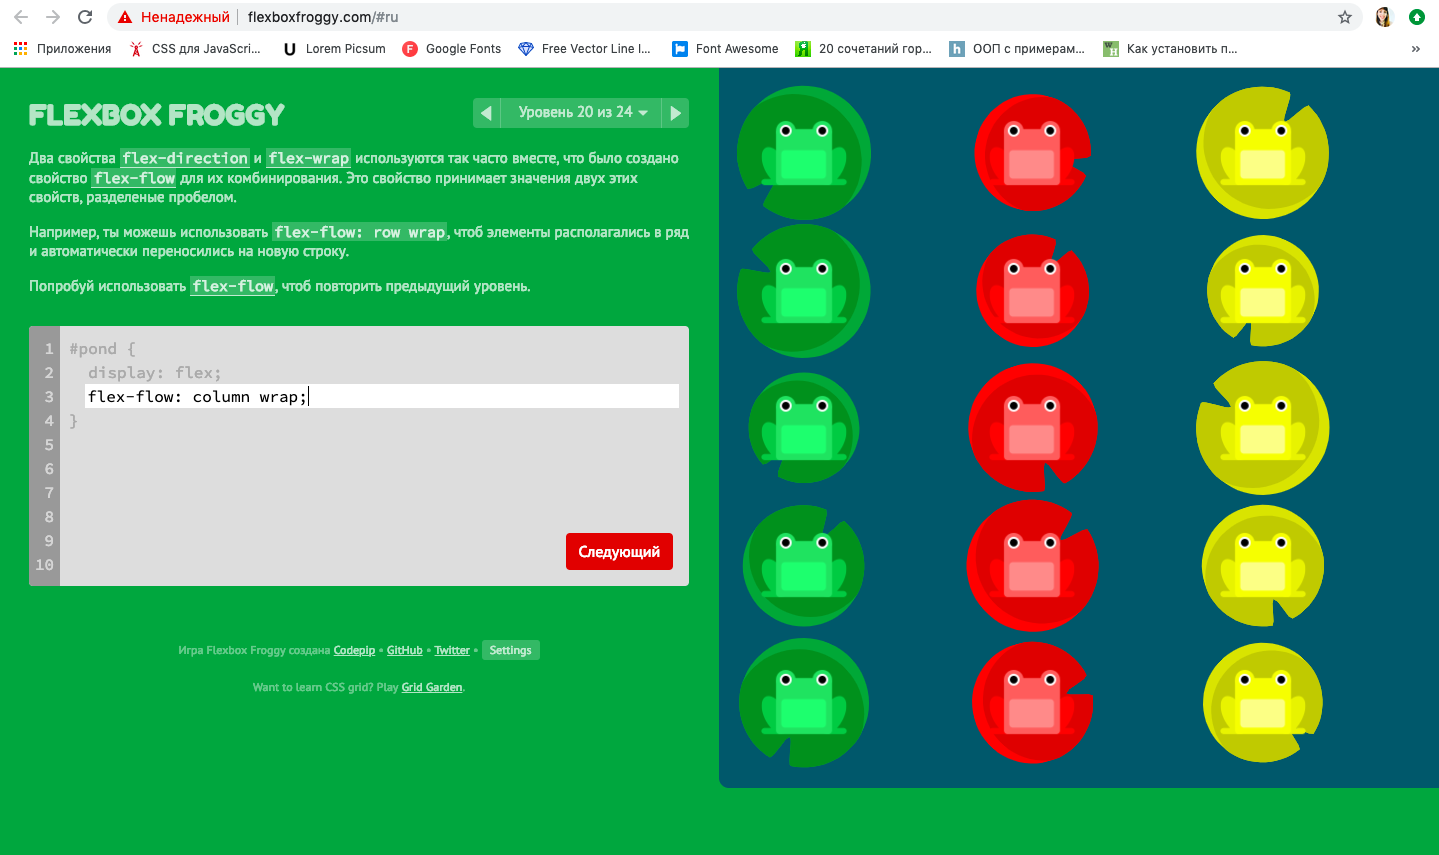 Ненадежный flexboxfroggy.com/#ru
Приложения CSS для JavaScri... Lorem Picsum Google Fonts Free Vector Line I... Font Awesome 20 сочетаний гор... ООП с примерам... Как установить п... »
FLEXBOX FROGGY
Уровень 20 из 24
Два свойства flex-direction и flex-wrap используются так часто вместе, что было создано
свойство flex-flow для их комбинирования. Это свойство принимает значения двух этих
свойств, разделеные пробелом.
Например, ты можешь использовать flex-flow: row wrap, чтоб элементы располагались в ряд
и автоматически переносились на новую строку.
Попробуй использовать flex-flow, чтоб повторить предыдущий уровень.
1 #pond {
2 display: flex;
3 flex-flow: column wrap;
4 }
5
6
7
8
9
10
Следующий
Игра Flexbox Froggy создана Codepip • GitHub • Twitter • Settings
Want to learn CSS grid? Play Grid Garden.